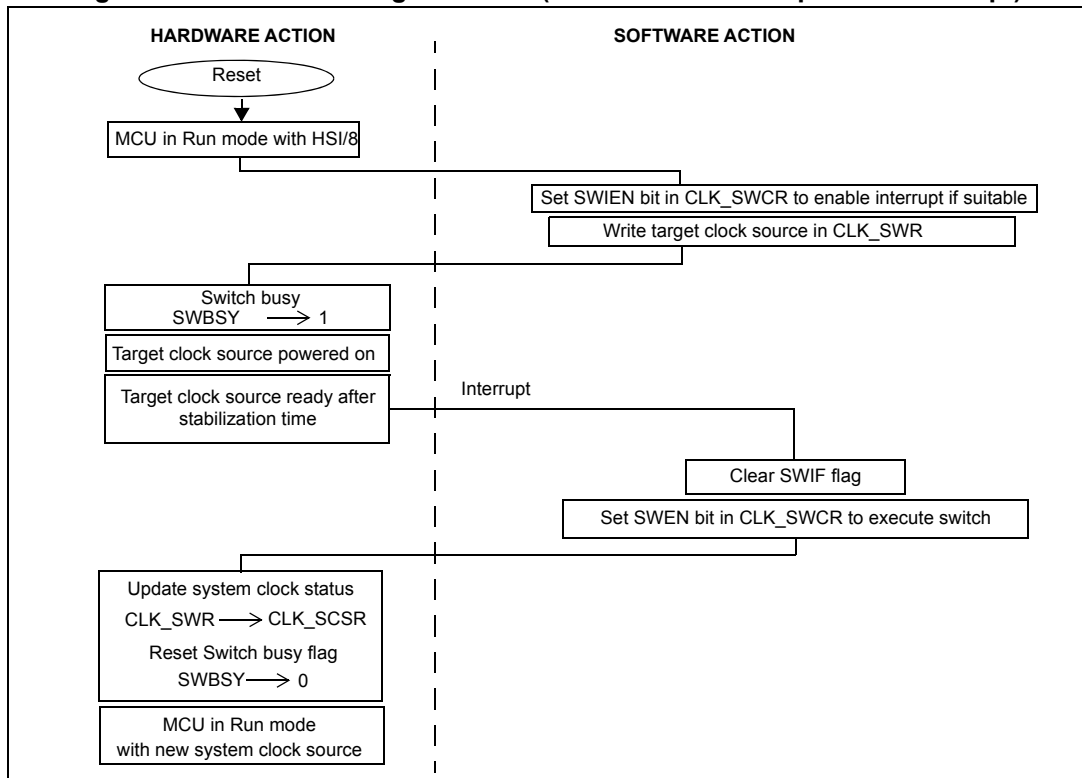 HARDWARE ACTION
SOFTWARE ACTION
Reset
MCU in Run mode with HSI/8
Set SWIEN bit in CLK_SWCR to enable interrupt if suitable
Write target clock source in CLK_SWR
Switch busy
SWBSY → 1
Target clock source powered on
Target clock source ready after
stabilization time
Interrupt
Clear SWIF flag
Set SWEN bit in CLK_SWCR to execute switch
Update system clock status
CLK_SWR → CLK_SCSR
Reset Switch busy flag
SWBSY → 0
MCU in Run mode
with new system clock source